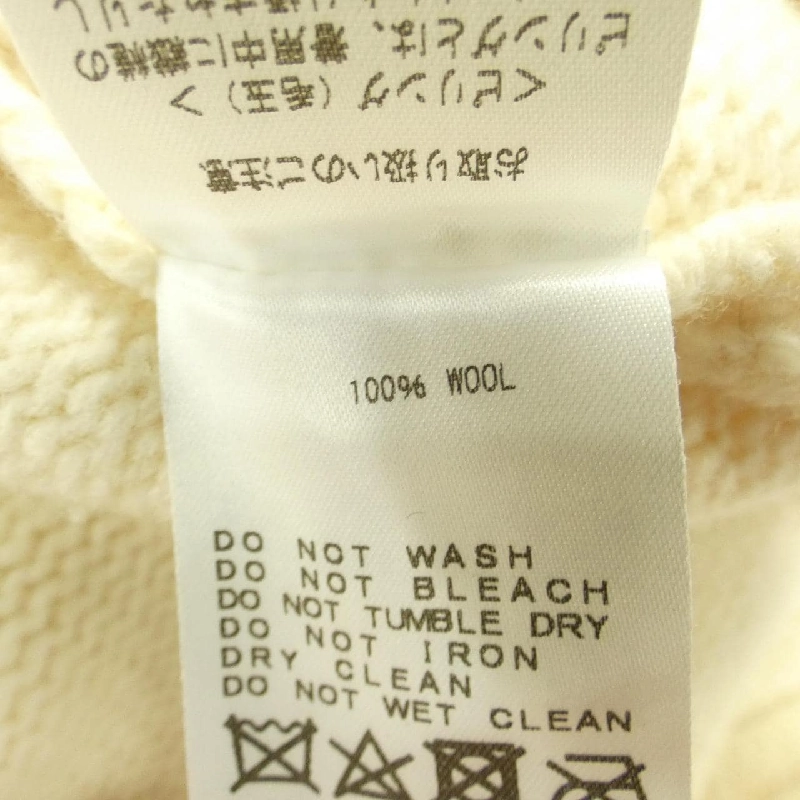 お取り扱いのご注意
<ピリング(毛玉)>
ピリングとは、着用中に繊維の
100% WOOL
DO NOT WASH
DO NOT BLEACH
DO NOT TUMBLE DRY
DO NOT IRON
DRY CLEAN
DO NOT WET CLEAN